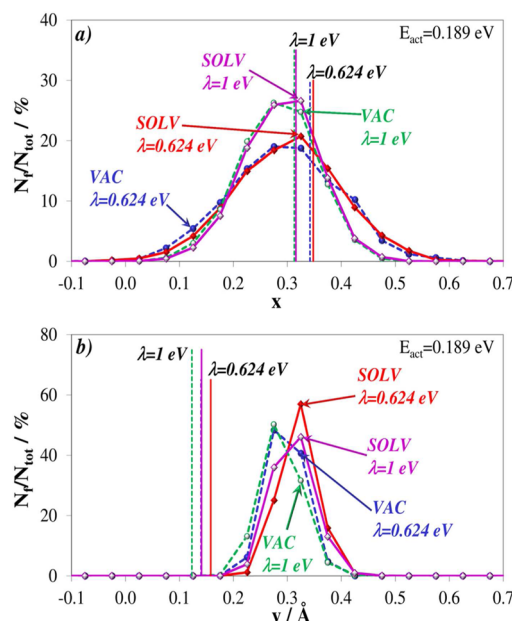 40
a)
λ=1 eV
E_act=0.189 eV
SOLV
λ=1 eV
λ=0.624 eV
30
SOLV
λ=0.624 eV
VAC
λ=1 eV
20
VAC
λ=0.624 eV
10
0
N_f/N_tot / %
-0.1 0.0 0.1 0.2 0.3 0.4 0.5 0.6 0.7
x
80
b)
E_act=0.189 eV
λ=1 eV
λ=0.624 eV
SOLV
λ=0.624 eV
60
SOLV
λ=1 eV
40
VAC
λ=0.624 eV
20
VAC
λ=1 eV
0
N_f/N_tot / %
-0.1 0.0 0.1 0.2 0.3 0.4 0.5 0.6 0.7
y / Å